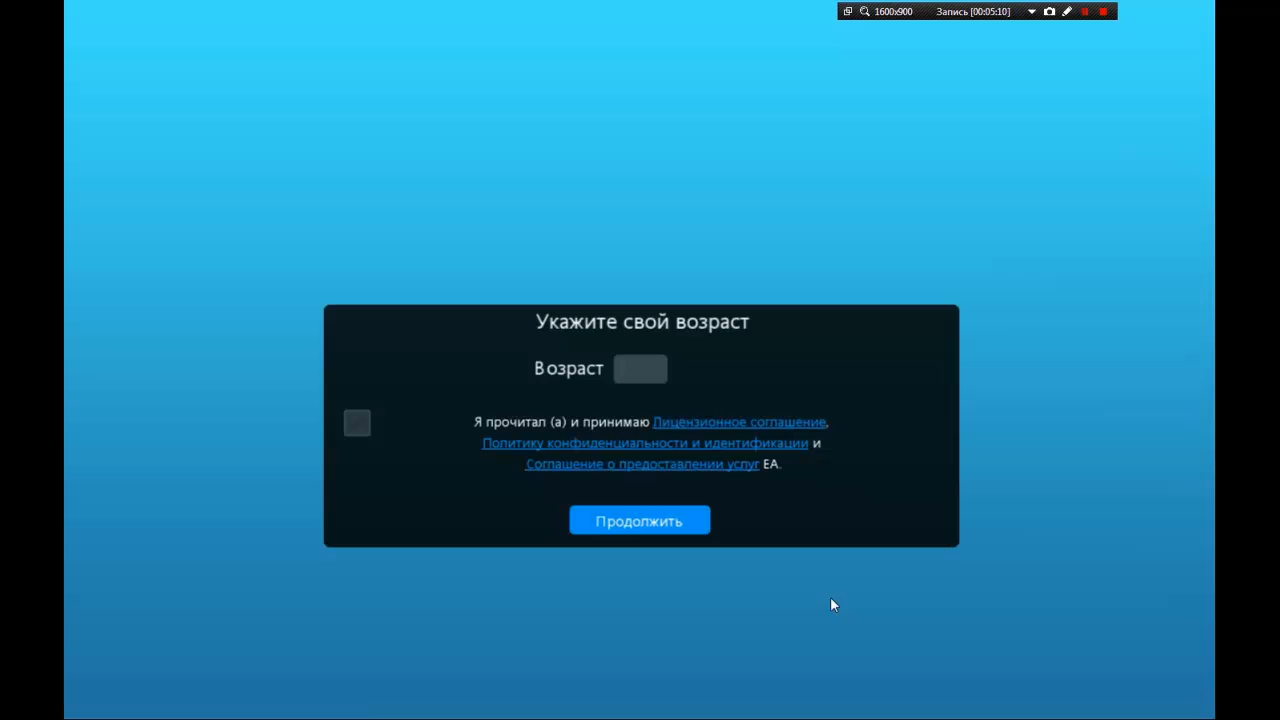 1600x900 Запись [00:05:10]
Укажите свой возраст
Возраст
Я прочитал (а) и принимаю Лицензионное соглашение,
Политику конфиденциальности и идентификации и
Соглашение о предоставлении услуг EA.
Продолжить